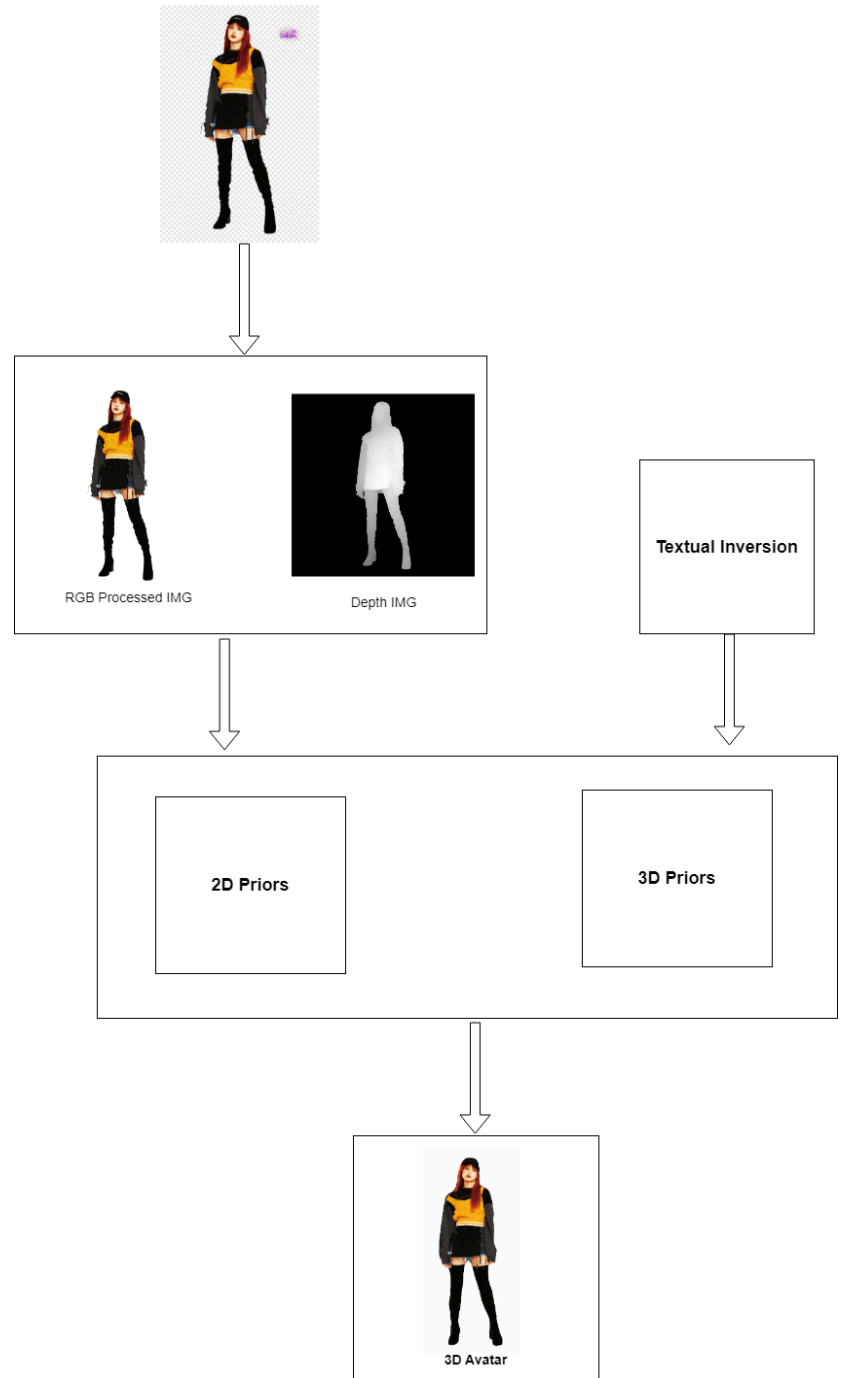 RGB Processed IMG
Depth IMG
Textual Inversion
2D Priors
3D Priors
3D Avatar